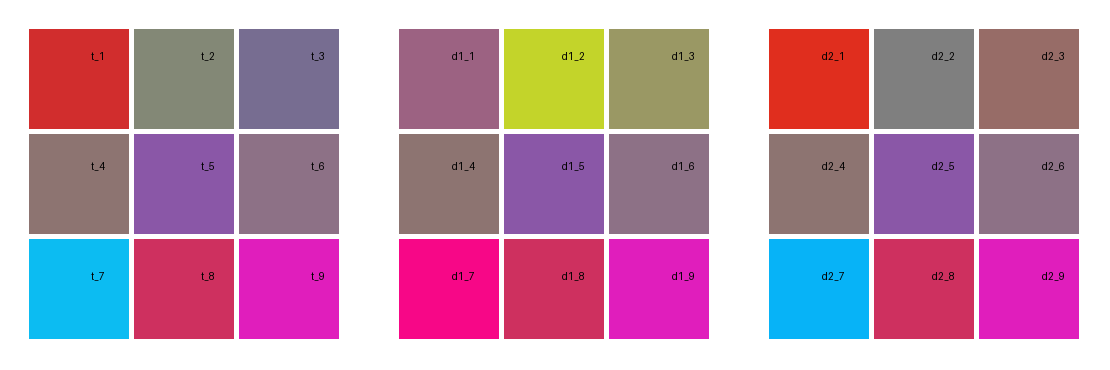 t_1 t_2 t_3 d1_1 d1_2 d1_3 d2_1 d2_2 d2_3
t_4 t_5 t_6 d1_4 d1_5 d1_6 d2_4 d2_5 d2_6
t_7 t_8 t_9 d1_7 d1_8 d1_9 d2_7 d2_8 d2_9